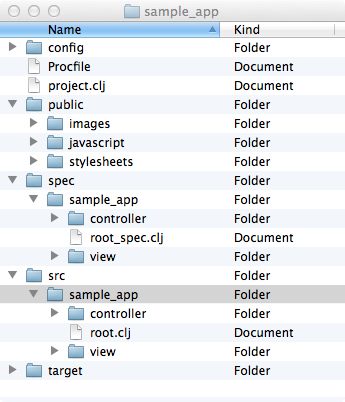 sample_app
Name Kind
config Folder
Procfile Document
project.clj Document
public Folder
images Folder
javascript Folder
stylesheets Folder
spec Folder
sample_app Folder
controller Folder
root_spec.clj Document
view Folder
src Folder
sample_app Folder
controller Folder
root.clj Document
view Folder
target Folder